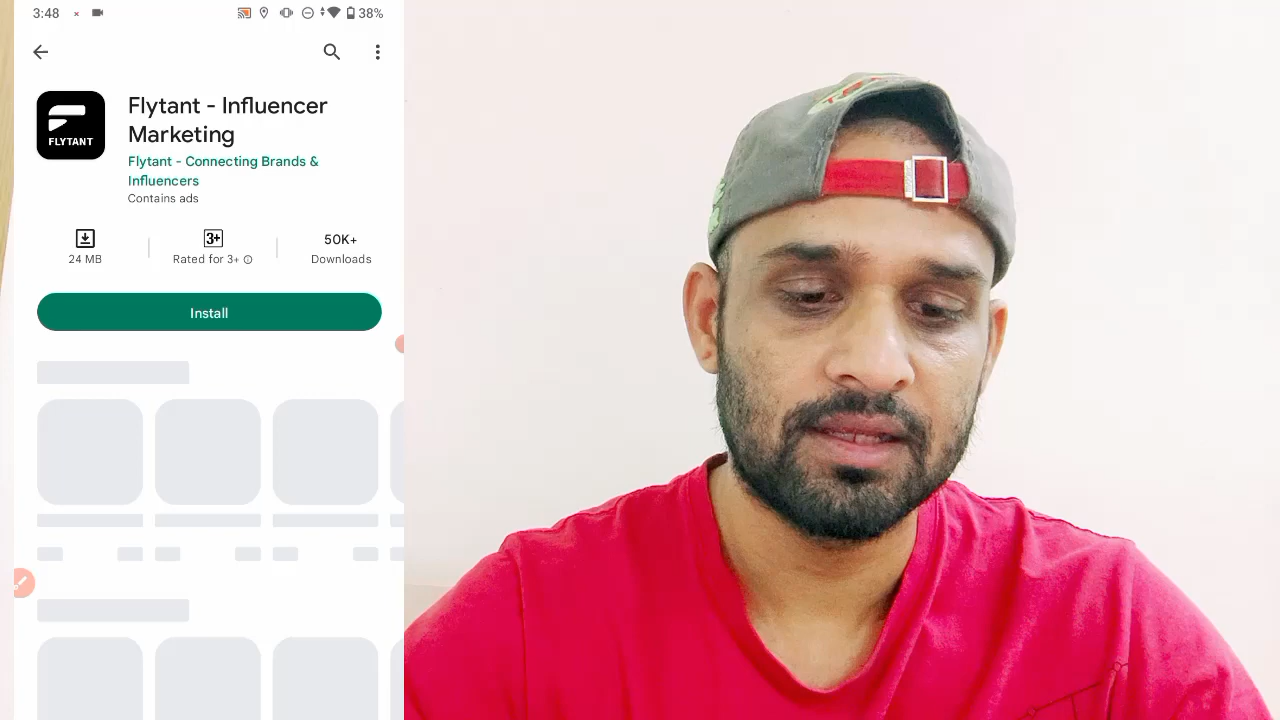 3:48
38%
FLYTANT
Flytant - Influencer
Marketing
Flytant - Connecting Brands &
Influencers
Contains ads
24 MB
3+
Rated for 3+
50K+
Downloads
Install